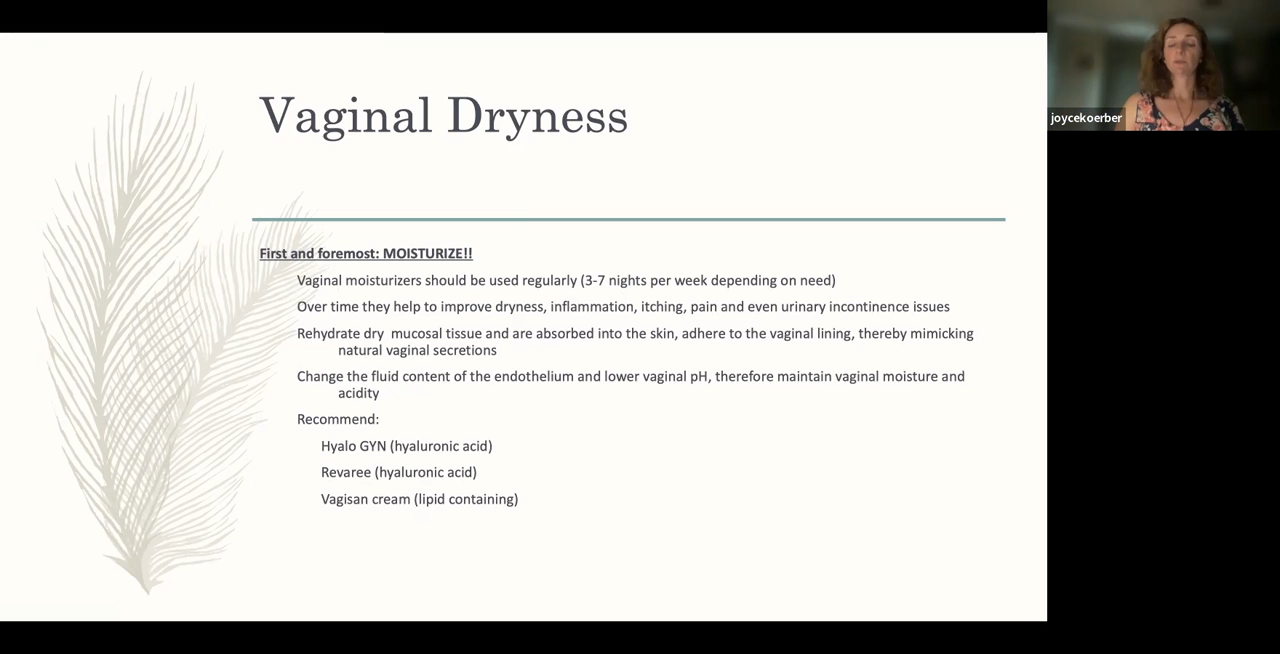 Vaginal Dryness
joycekoerber
First and foremost: MOISTURIZE!!
Vaginal moisturizers should be used regularly (3-7 nights per week depending on need)
Over time they help to improve dryness, inflammation, itching, pain and even urinary incontinence issues
Rehydrate dry  mucosal tissue and are absorbed into the skin, adhere to the vaginal lining, thereby mimicking
natural vaginal secretions
Change the fluid content of the endothelium and lower vaginal pH, therefore maintain vaginal moisture and
acidity
Recommend:
Hyalo GYN (hyaluronic acid)
Revaree (hyaluronic acid)
Vagisan cream (lipid containing)